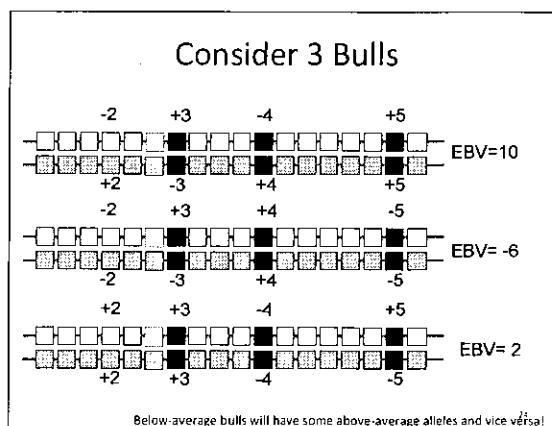 Consider 3 Bulls
-2 +3 -4 +5
EBV=10
+2 -3 +4 +5
-2 +3 +4 -5
EBV= -6
-2 -3 +4 -5
+2 +3 -4 +5
EBV= 2
+2 +3 -4 -5
Below-average bulls will have some above-average alleles and vice versa!